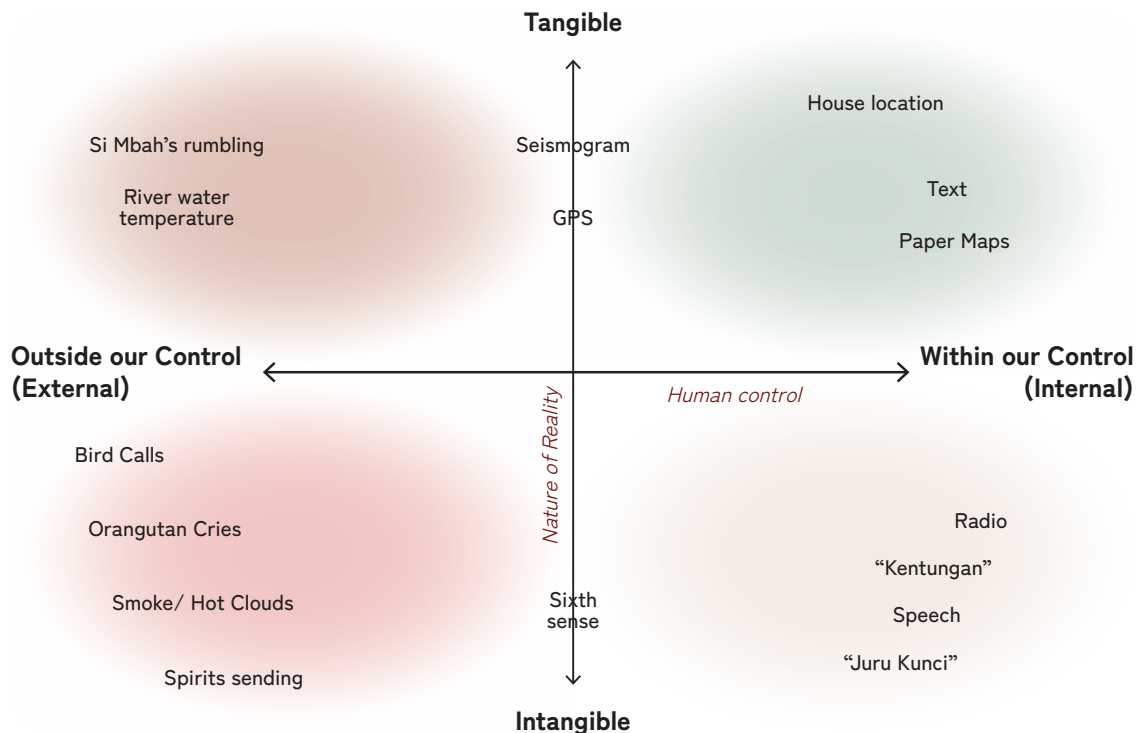 Tangible
House location
Si Mbah's rumbling
Seismogram
River water
temperature
Text
GPS
Paper Maps
Outside our Control
(External)
Within our Control
(Internal)
Human control
Nature of Reality
Bird Calls
Orangutan Cries
Radio
“Kentungan”
Smoke/ Hot Clouds
Sixth
sense
Speech
“Juru Kunci”
Spirits sending
Intangible